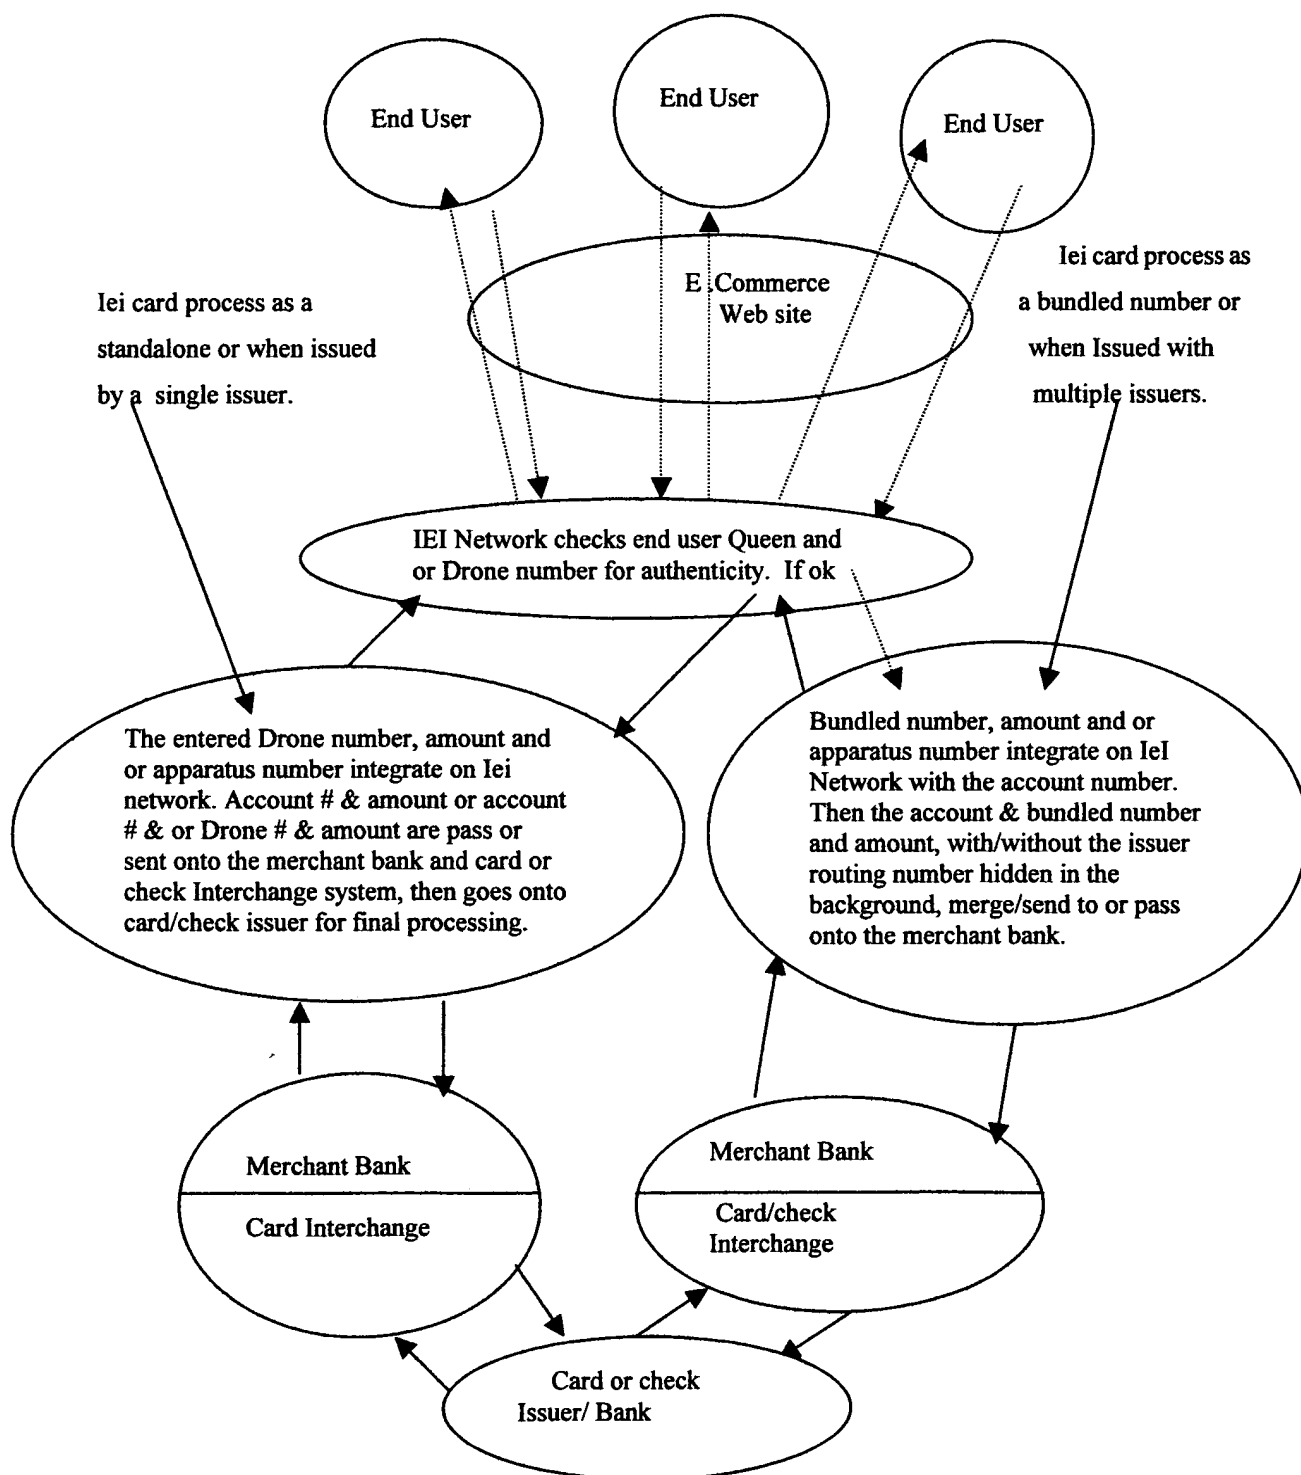 End User
End User
End User
E .Commerce
Web site
Iei card process as a
standalone or when issued
by a single issuer.
Iei card process as
a bundled number or
when Issued with
multiple issuers.
IEI Network checks end user Queen and
or Drone number for authenticity. If ok
The entered Drone number, amount and
or apparatus number integrate on Iei
network. Account # & amount or account
# & or Drone # & amount are pass or
sent onto the merchant bank and card or
check Interchange system, then goes onto
card/check issuer for final processing.
Bundled number, amount and or
apparatus number integrate on IeI
Network with the account number.
Then the account & bundled number
and amount, with/without the issuer
routing number hidden in the
background, merge/send to or pass
onto the merchant bank.
Merchant Bank
Card Interchange
Merchant Bank
Card/check
Interchange
Card or check
Issuer/ Bank